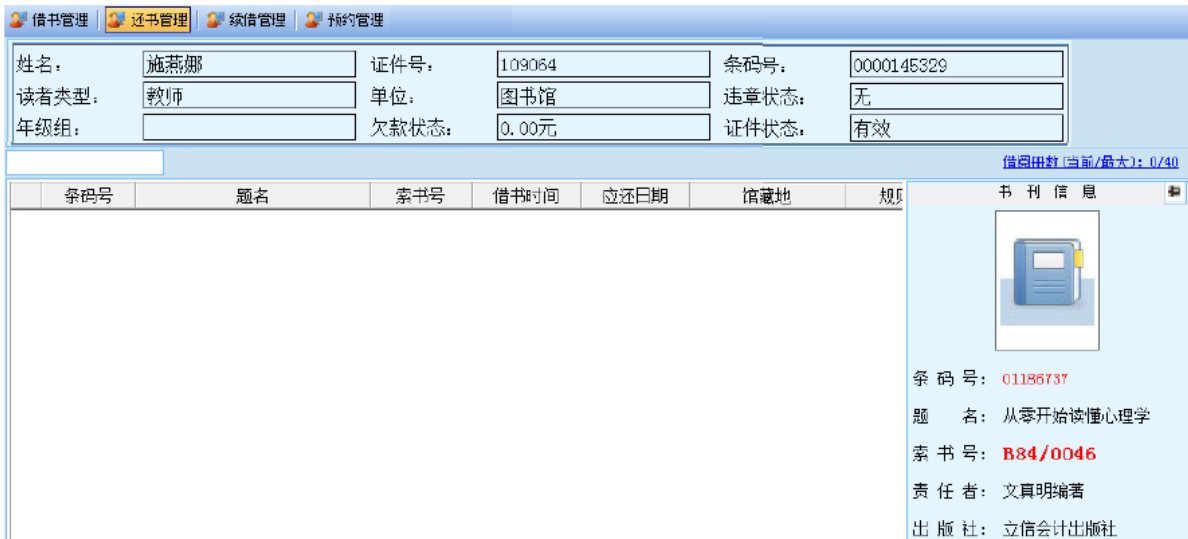 借书管理 还书管理 续借管理 预约管理
姓名： 施燕娜 证件号： 109064 条码号： 0000145329
读者类型： 教师 单位： 图书馆 违章状态： 无
年级组： 欠款状态： 0.00元 证件状态： 有效
借阅册数(当前/最大)：0/40
条码号 题名 索书号 借书时间 应还日期 馆藏地 规则
书刊信息
条码号： 01186737
题名： 从零开始读懂心理学
索书号： B84/0046
责任者： 文真明编著
出版社： 立信会计出版社